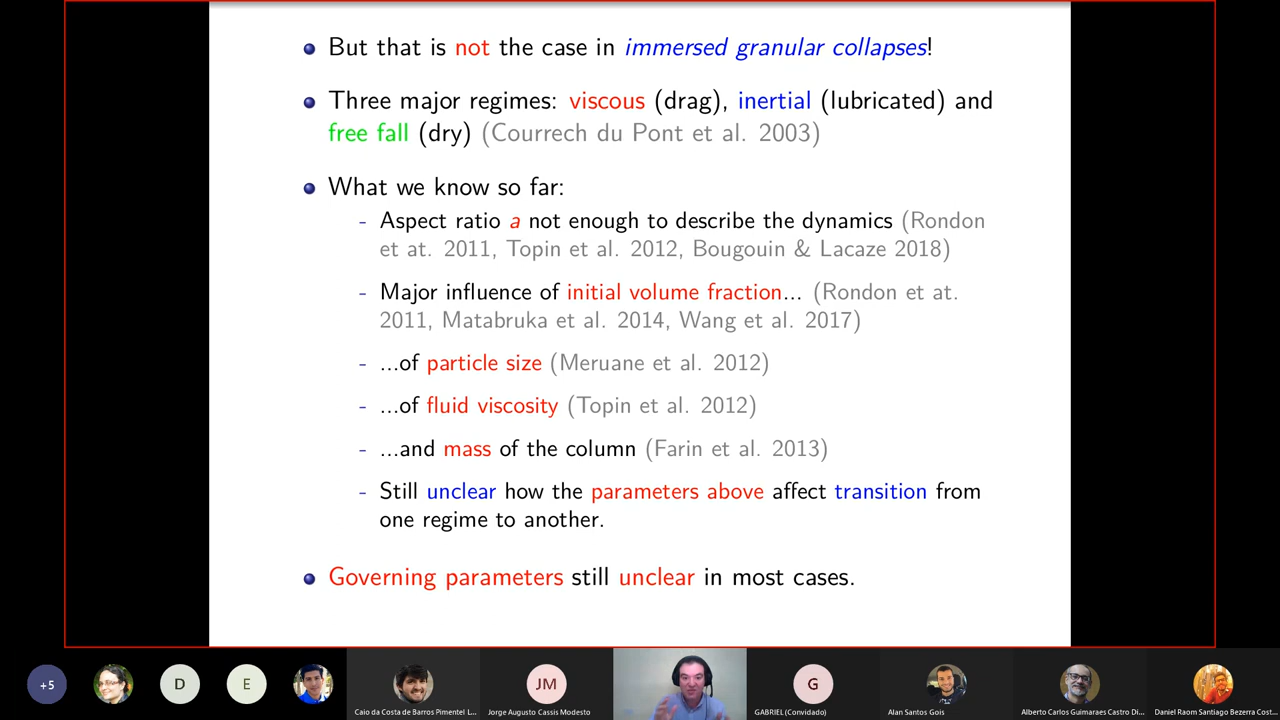 But that is not the case in immersed granular collapses!
Three major regimes: viscous (drag), inertial (lubricated) and
free fall (dry) (Courrech du Pont et al. 2003)
What we know so far:
- Aspect ratio a not enough to describe the dynamics (Rondon
et at. 2011, Topin et al. 2012, Bougouin & Lacaze 2018)
- Major influence of initial volume fraction... (Rondon et at.
2011, Matabruka et al. 2014, Wang et al. 2017)
- ...of particle size (Meruane et al. 2012)
- ...of fluid viscosity (Topin et al. 2012)
- ...and mass of the column (Farin et al. 2013)
- Still unclear how the parameters above affect transition from
one regime to another.
Governing parameters still unclear in most cases.
+5
D
E
JM
G
Caio da Costa de Barros Pimentel L...
Jorge Augusto Cassis Modesto
GABRIEL (Convidado)
Alan Santos Gois
Alberto Carlos Guimaraes Castro Di...
Daniel Raom Santiago Bezerra Cost...